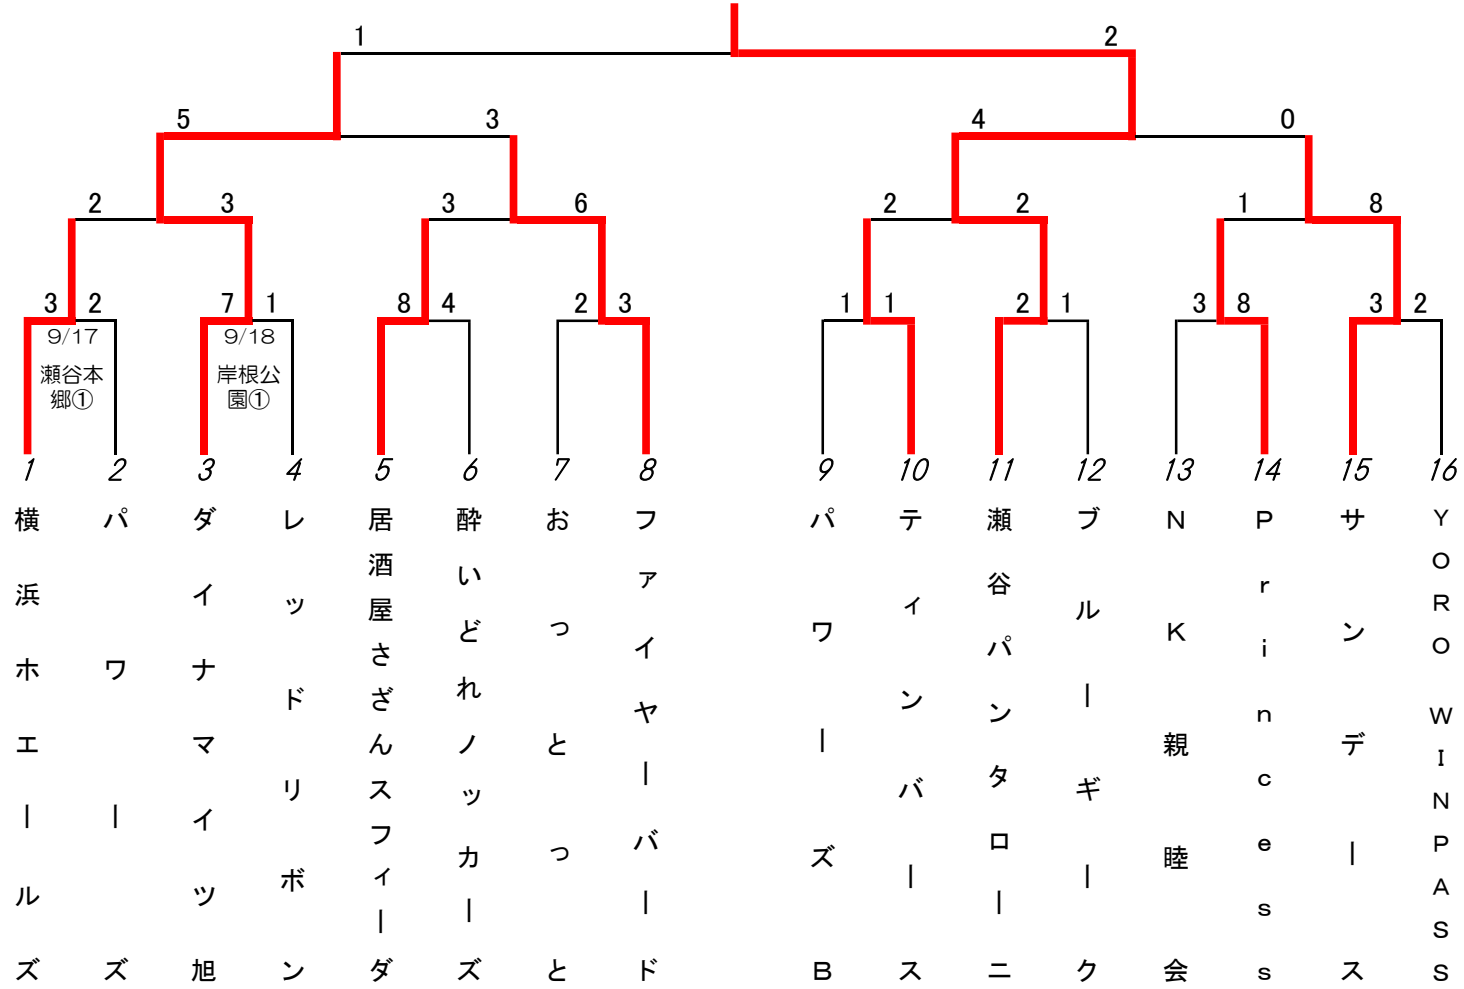 1 2
5 3 4 0
2 3 3 6 2 2 1 8
3 2 7 1 8 4 2 3 1 1 2 1 3 8 3 2
9/17 9/18
瀬谷本 岸根公
郷① 園①
1 2 3 4 5 6 7 8 9 10 11 12 13 14 15 16
横浜ホエールズ
パワーズ
ダイナマイツ旭
レッドリボン
居酒屋さざんスフィーダ
酔いどれノッカーズ
おっとっと
ファイヤーバード
パワーズB
ティンバース
瀬谷パンタローニ
ブルーギーク
NK親睦会
Princess
サンデース
YORO WINPASS